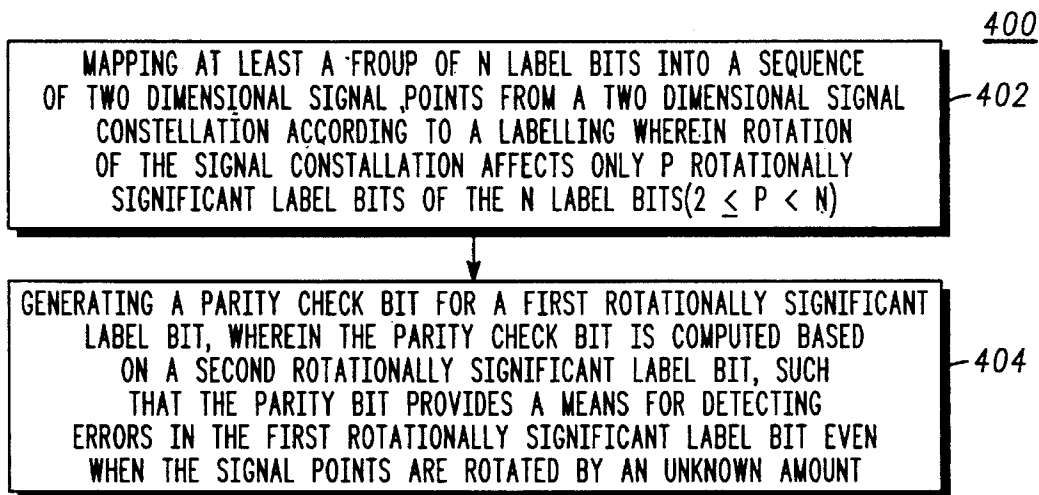 400
MAPPING AT LEAST A FROUP OF N LABEL BITS INTO A SEQUENCE
OF TWO DIMENSIONAL SIGNAL POINTS FROM A TWO DIMENSIONAL SIGNAL
CONSTELLATION ACCORDING TO A LABELLING WHEREIN ROTATION
OF THE SIGNAL CONSTALLATION AFFECTS ONLY P ROTATIONALLY
SIGNIFICANT LABEL BITS OF THE N LABEL BITS(2 ≤ P < N)
402
GENERATING A PARITY CHECK BIT FOR A FIRST ROTATIONALLY SIGNIFICANT
LABEL BIT, WHEREIN THE PARITY CHECK BIT IS COMPUTED BASED
ON A SECOND ROTATIONALLY SIGNIFICANT LABEL BIT, SUCH
THAT THE PARITY BIT PROVIDES A MEANS FOR DETECTING
ERRORS IN THE FIRST ROTATIONALLY SIGNIFICANT LABEL BIT EVEN
WHEN THE SIGNAL POINTS ARE ROTATED BY AN UNKNOWN AMOUNT
404